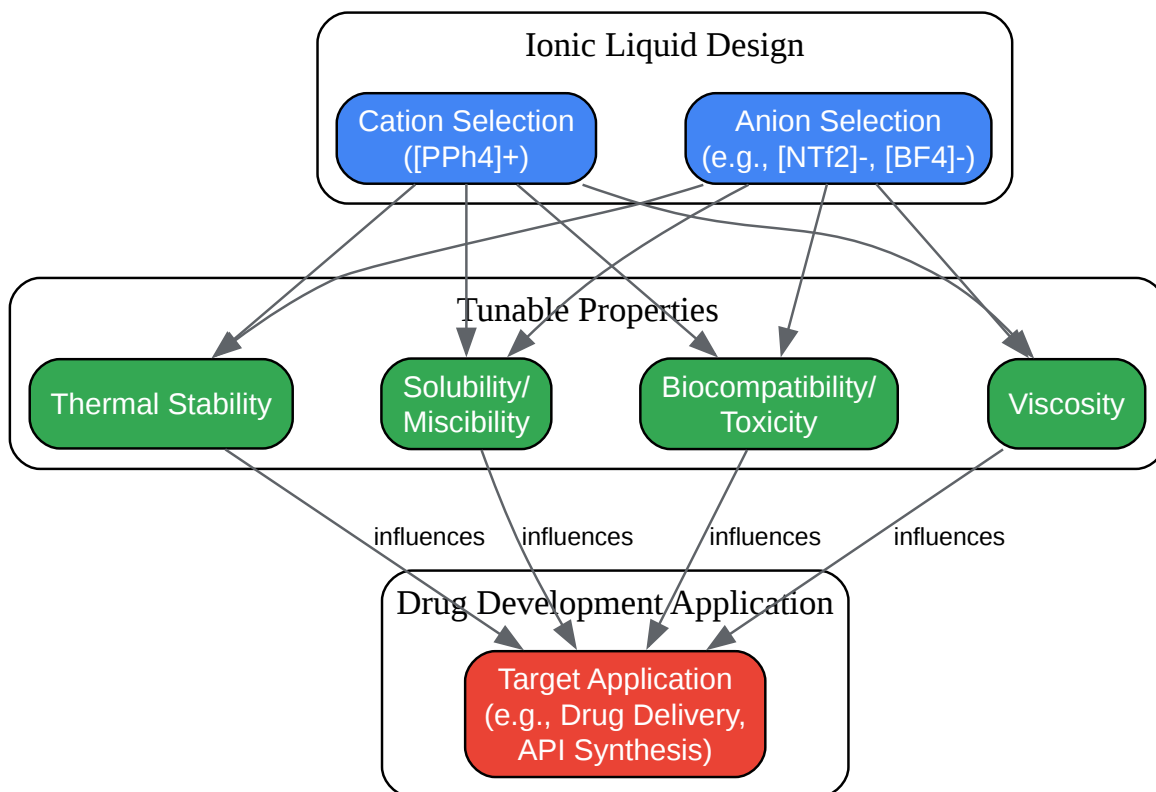 Ionic Liquid Design
Cation Selection
([PPh4]+)
Anion Selection
(e.g., [NTf2]-, [BF4]-)
Tunable Properties
Thermal Stability
Solubility/
Miscibility
Biocompatibility/
Toxicity
Viscosity
influences
influences
influences
influences
Drug Development Application
Target Application
(e.g., Drug Delivery,
API Synthesis)